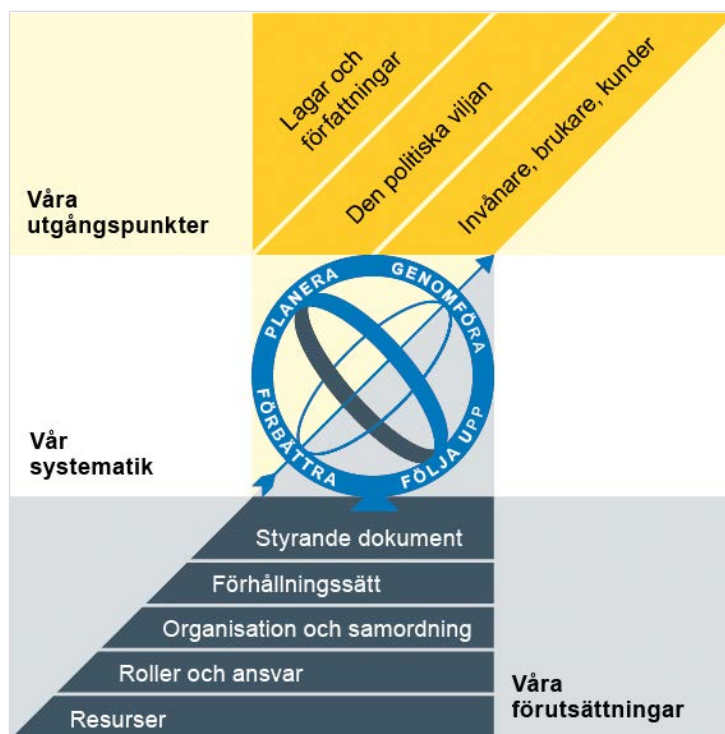 Lagar och
författningar
Den politiska viljan
Invånare, brukare, kunder
Våra
utgångspunkter
PLANERA
GENOMFÖRA
FÖLJA UPP
FÖRBÄTTRA
Vår
systematik
Styrande dokument
Förhållningssätt
Organisation och samordning
Roller och ansvar
Resurser
Våra
förutsättningar